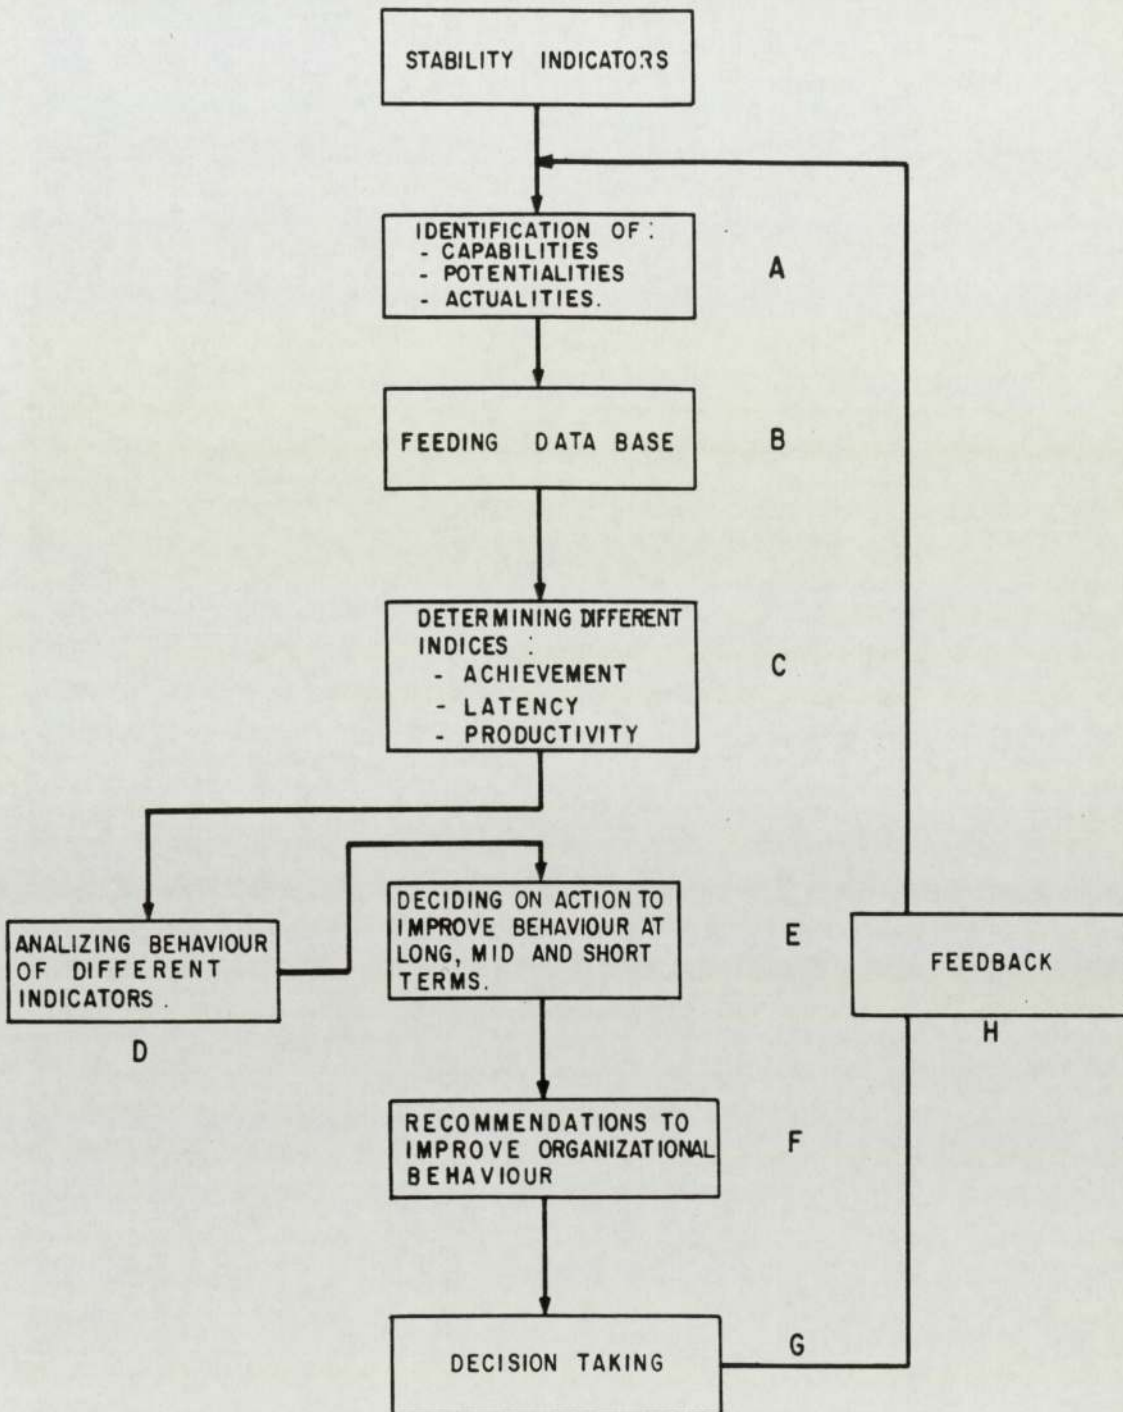 STABILITY INDICATORS
IDENTIFICATION OF :
- CAPABILITIES
- POTENTIALITIES
- ACTUALITIES.
A
FEEDING DATA BASE
B
DETERMINING DIFFERENT
INDICES :
- ACHIEVEMENT
- LATENCY
- PRODUCTIVITY
C
ANALIZING BEHAVIOUR
OF DIFFERENT
INDICATORS.
D
DECIDING ON ACTION TO
IMPROVE BEHAVIOUR AT
LONG, MID AND SHORT
TERMS.
E
FEEDBACK
H
RECOMMENDATIONS TO
IMPROVE ORGANIZATIONAL
BEHAVIOUR
F
DECISION TAKING
G